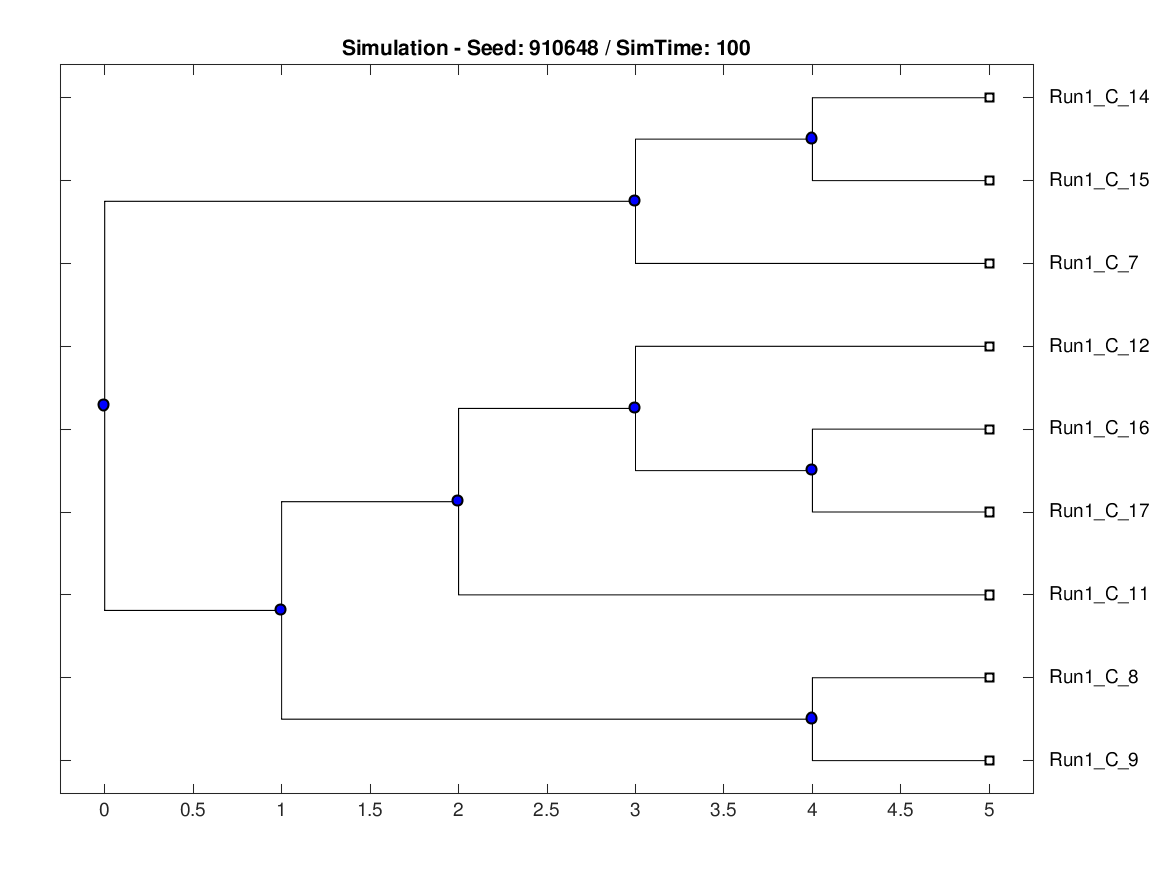 Simulation - Seed: 910648 / SimTime: 100
Run1_C_14
Run1_C_15
Run1_C_7
Run1_C_12
Run1_C_16
Run1_C_17
Run1_C_11
Run1_C_8
Run1_C_9
0 0.5 1 1.5 2 2.5 3 3.5 4 4.5 5